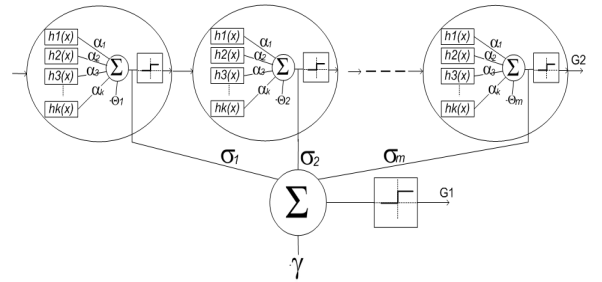 h1(x) α1 h1(x) α1 h1(x) α1
h2(x) α2 h2(x) α2 h2(x) α2
h3(x) α3 Σ h3(x) α3 Σ h3(x) α3 Σ G2
hk(x) αk -Θ1 hk(x) αk -Θ2 hk(x) αk -Θm
σ1 σ2 σm
Σ G1
-γ